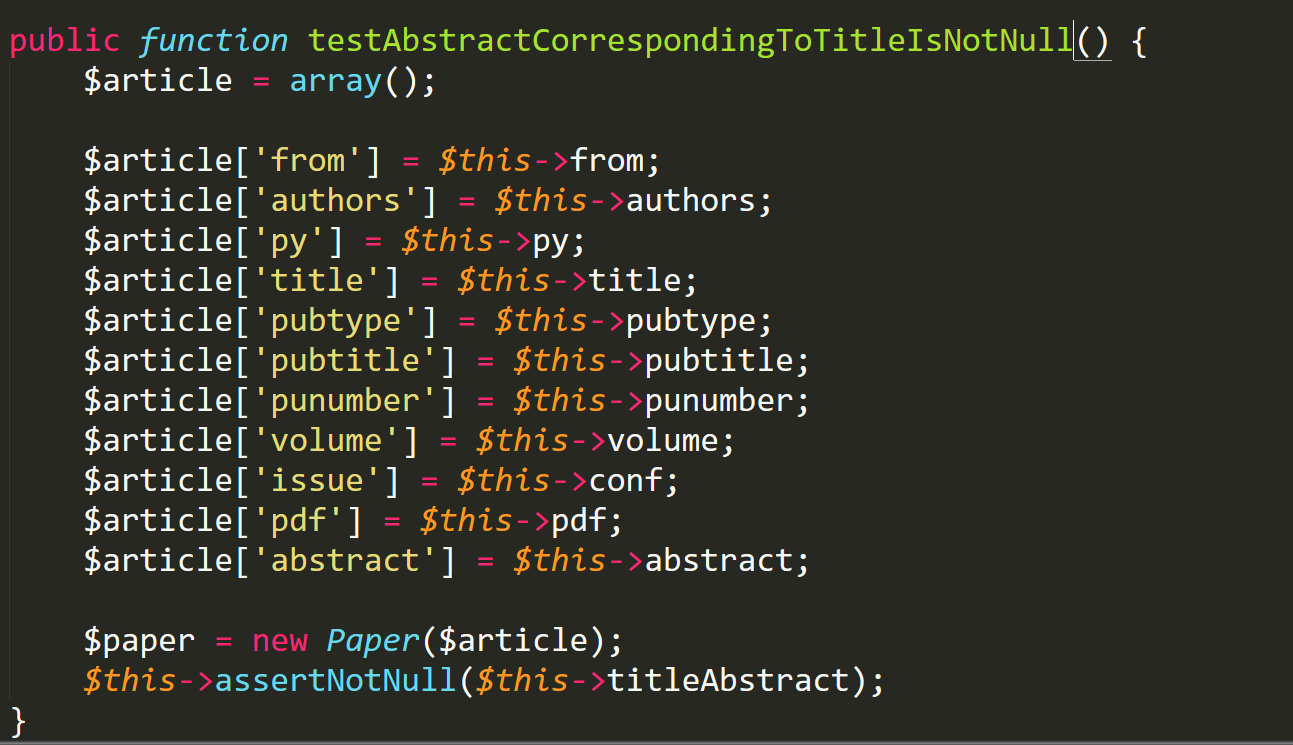 public function testAbstractCorrespondingToTitleIsNotNull() {
$article = array();
$article['from'] = $this->from;
$article['authors'] = $this->authors;
$article['py'] = $this->py;
$article['title'] = $this->title;
$article['pubtype'] = $this->pubtype;
$article['pubtitle'] = $this->pubtitle;
$article['punumber'] = $this->punumber;
$article['volume'] = $this->volume;
$article['issue'] = $this->conf;
$article['pdf'] = $this->pdf;
$article['abstract'] = $this->abstract;
$paper = new Paper($article);
$this->assertNotNull($this->titleAbstract);
}